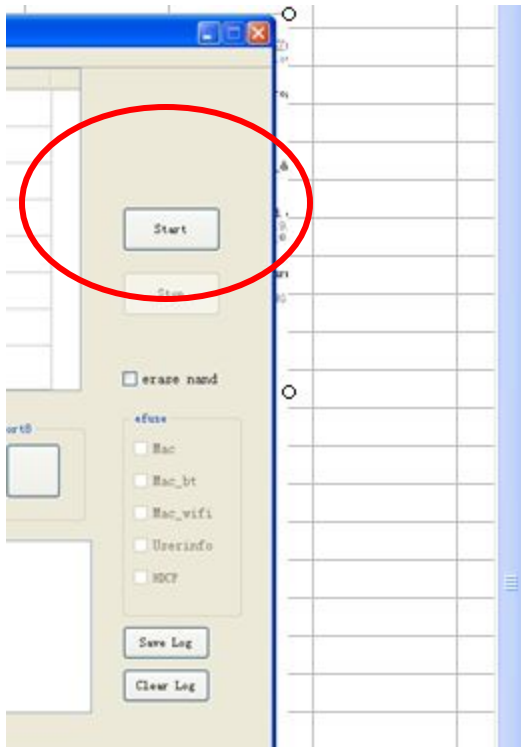 Start
Stop
erase nand
efuse
Mac
Mac_bt
Mac_wifi
Userinfo
HDCP
Save Log
Clear Log